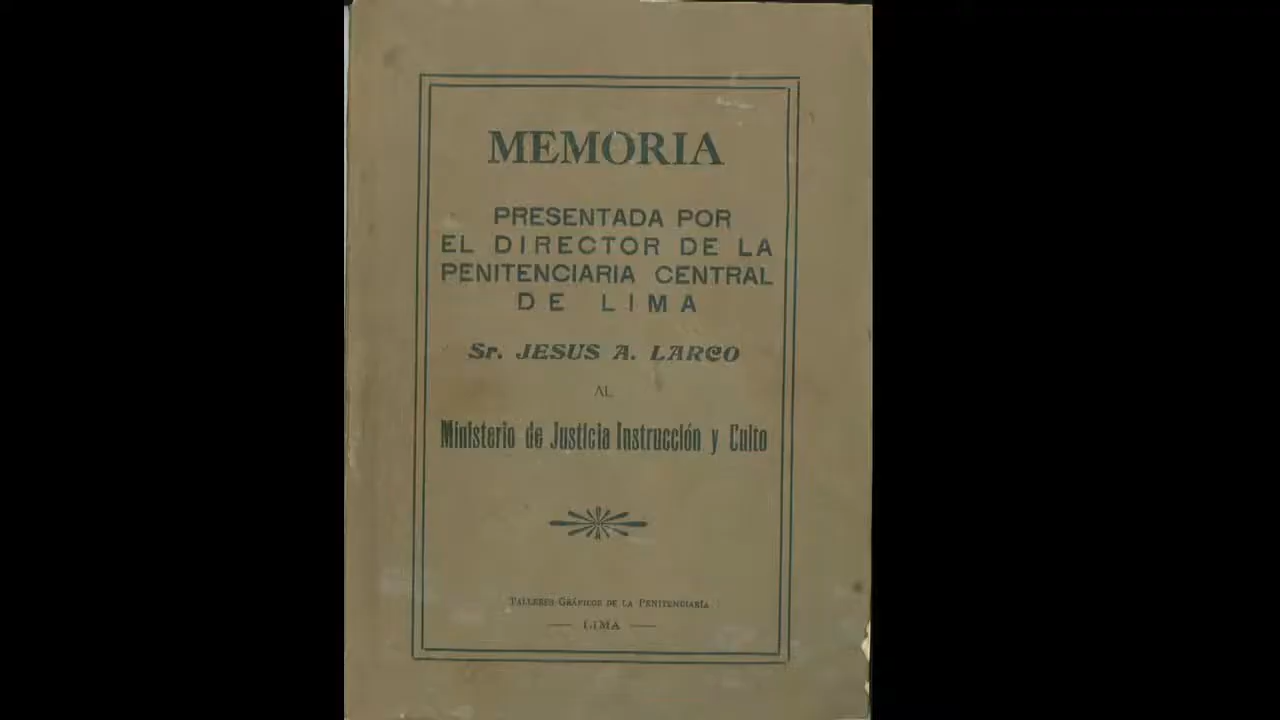 MEMORIA
PRESENTADA POR
EL DIRECTOR DE LA
PENITENCIARIA CENTRAL
DE LIMA
Sr. JESUS A. LARCO
AL
Ministerio de Justicia Instrucción y Culto
TALLERES GRÁFICOS DE LA PENITENCIARÍA
LIMA